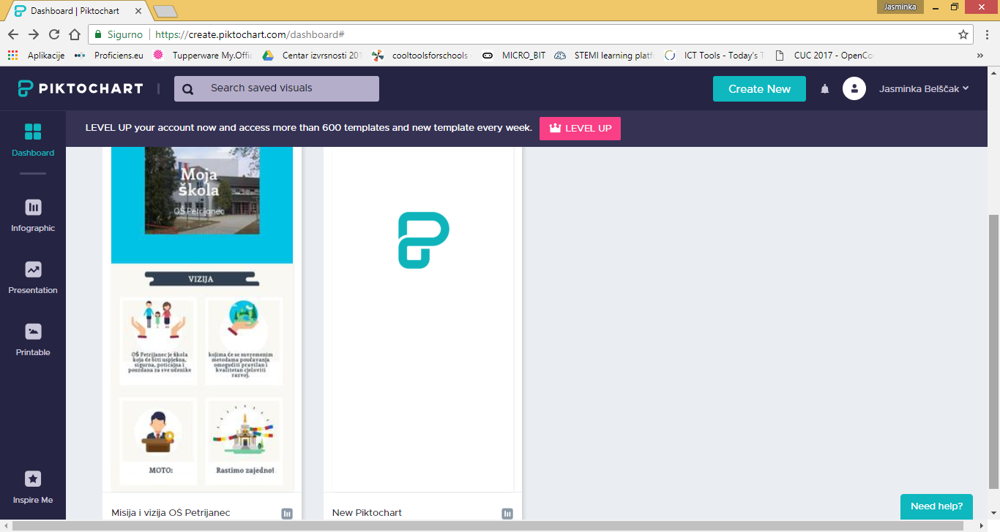 Dashboard | Piktochart
Jasminka
Sigurno
https://create.piktochart.com/dashboard#
Aplikacije
Proficiens.eu
Tupperware My.Offi
Centar izvrsnosti 201
cooltoolsforschools
MICRO_BIT
STEMI learning platf
ICT Tools - Today's T
CUC 2017 - OpenCo
»
PIKTOCHART
Search saved visuals
Create New
Jasminka Belščak
LEVEL UP your account now and access more than 600 templates and new template every week.
LEVEL UP
Dashboard
Infographic
Presentation
Printable
Inspire Me
Moja
škola
OŠ Petrijanec
VIZIJA
OŠ Petrijanec je škola
koja će biti uspješna,
sigurna, poticajna i
pouzdana za sve učenike
kojima će se suvremenim
metodama poučavanja
omogućiti pravilan i
kvalitetan cjeloviti
razvoj.
MOTO:
Rastimo zajedno!
Misija i vizija OŠ Petrijanec
New Piktochart
Need help?